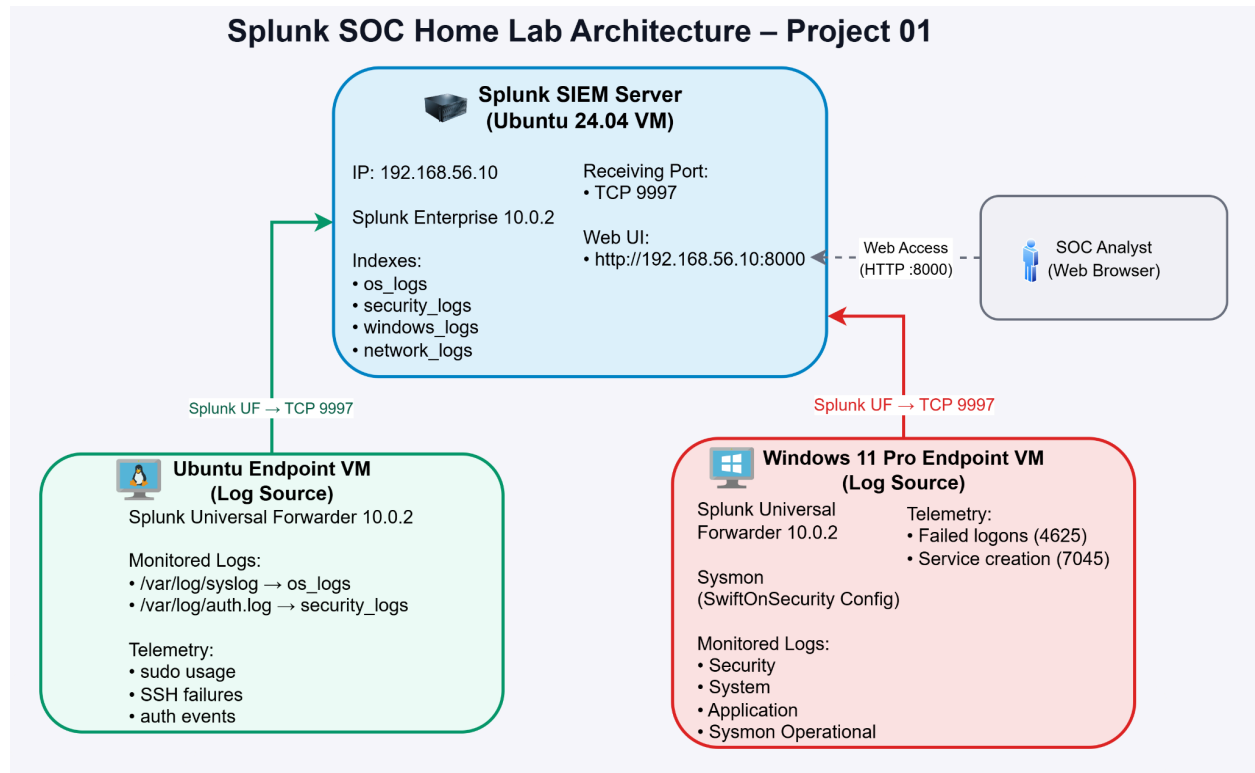 Splunk SOC Home Lab Architecture – Project 01
Splunk SIEM Server
(Ubuntu 24.04 VM)
IP: 192.168.56.10
Splunk Enterprise 10.0.2
Indexes:
• os_logs
• security_logs
• windows_logs
• network_logs
Receiving Port:
• TCP 9997
Web UI:
• http://192.168.56.10:8000
Web Access
(HTTP :8000)
SOC Analyst
(Web Browser)
Splunk UF → TCP 9997
Splunk UF → TCP 9997
Ubuntu Endpoint VM
(Log Source)
Splunk Universal Forwarder 10.0.2
Monitored Logs:
• /var/log/syslog → os_logs
• /var/log/auth.log → security_logs
Telemetry:
• sudo usage
• SSH failures
• auth events
Windows 11 Pro Endpoint VM
(Log Source)
Splunk Universal
Forwarder 10.0.2
Sysmon
(SwiftOnSecurity Config)
Monitored Logs:
• Security
• System
• Application
• Sysmon Operational
Telemetry:
• Failed logons (4625)
• Service creation (7045)